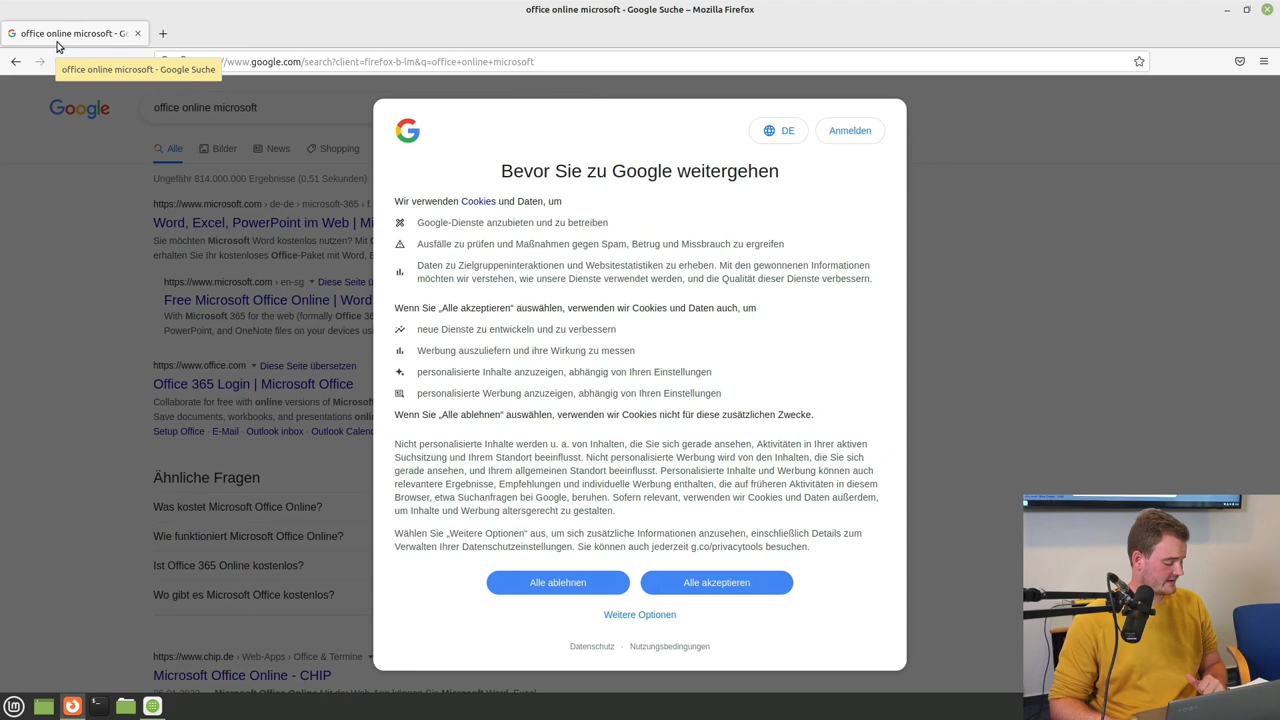 office online microsoft - Google Suche – Mozilla Firefox
office online microsoft - Go
www.google.com/search?client=firefox-b-lm&q=office+online+microsoft
office online microsoft - Google Suche
Google
office online microsoft
Alle
Bilder
News
Shopping
Ungefähr 814.000.000 Ergebnisse (0,51 Sekunden)
https://www.microsoft.com › de-de › microsoft-365 › f.
Word, Excel, PowerPoint im Web | Mi
Sie möchten Microsoft Word kostenlos nutzen? Mit
erhalten Sie Ihr kostenloses Office-Paket mit Word, E
https://www.microsoft.com › en-sg
Diese Seite ü
Free Microsoft Office Online | Word
With Microsoft 365 for the web (formally Office 36
PowerPoint, and OneNote files on your devices us
https://www.office.com
Diese Seite übersetzen
Office 365 Login | Microsoft Office
Collaborate for free with online versions of Microsof
Save documents, workbooks, and presentations onli
Setup Office · E-Mail · Outlook inbox · Outlook Calend
Ähnliche Fragen
Was kostet Microsoft Office Online?
Wie funktioniert Microsoft Office Online?
Ist Office 365 Online kostenlos?
Wo gibt es Microsoft Office kostenlos?
https://www.chip.de › Web-Apps › Office & Termine
Microsoft Office Online - CHIP
DE
Anmelden
Bevor Sie zu Google weitergehen
Wir verwenden Cookies und Daten, um
Google-Dienste anzubieten und zu betreiben
Ausfälle zu prüfen und Maßnahmen gegen Spam, Betrug und Missbrauch zu ergreifen
Daten zu Zielgruppeninteraktionen und Websitestatistiken zu erheben. Mit den gewonnenen Informationen
möchten wir verstehen, wie unsere Dienste verwendet werden, und die Qualität dieser Dienste verbessern.
Wenn Sie „Alle akzeptieren“ auswählen, verwenden wir Cookies und Daten auch, um
neue Dienste zu entwickeln und zu verbessern
Werbung auszuliefern und ihre Wirkung zu messen
personalisierte Inhalte anzuzeigen, abhängig von Ihren Einstellungen
personalisierte Werbung anzuzeigen, abhängig von Ihren Einstellungen
Wenn Sie „Alle ablehnen“ auswählen, verwenden wir Cookies nicht für diese zusätzlichen Zwecke.
Nicht personalisierte Inhalte werden u. a. von Inhalten, die Sie sich gerade ansehen, Aktivitäten in Ihrer aktiven
Suchsitzung und Ihrem Standort beeinflusst. Nicht personalisierte Werbung wird von den Inhalten, die Sie sich
gerade ansehen, und Ihrem allgemeinen Standort beeinflusst. Personalisierte Inhalte und Werbung können auch
relevantere Ergebnisse, Empfehlungen und individuelle Werbung enthalten, die auf früheren Aktivitäten in diesem
Browser, etwa Suchanfragen bei Google, beruhen. Sofern relevant, verwenden wir Cookies und Daten außerdem,
um Inhalte und Werbung altersgerecht zu gestalten.
Wählen Sie „Weitere Optionen“ aus, um sich zusätzliche Informationen anzusehen, einschließlich Details zum
Verwalten Ihrer Datenschutzeinstellungen. Sie können auch jederzeit g.co/privacytools besuchen.
Alle ablehnen
Alle akzeptieren
Weitere Optionen
Datenschutz · Nutzungsbedingungen